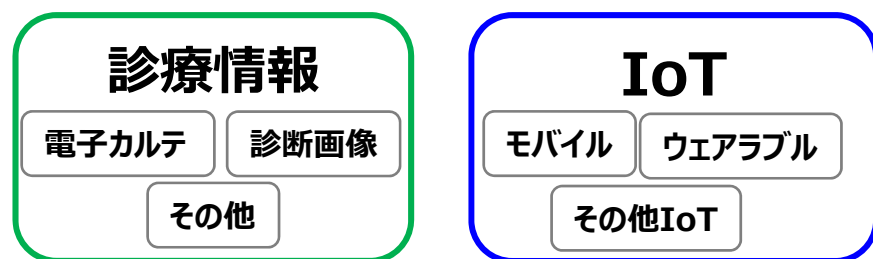 診療情報
電子カルテ
診断画像
その他
IoT
モバイル
ウェアラブル
その他IoT